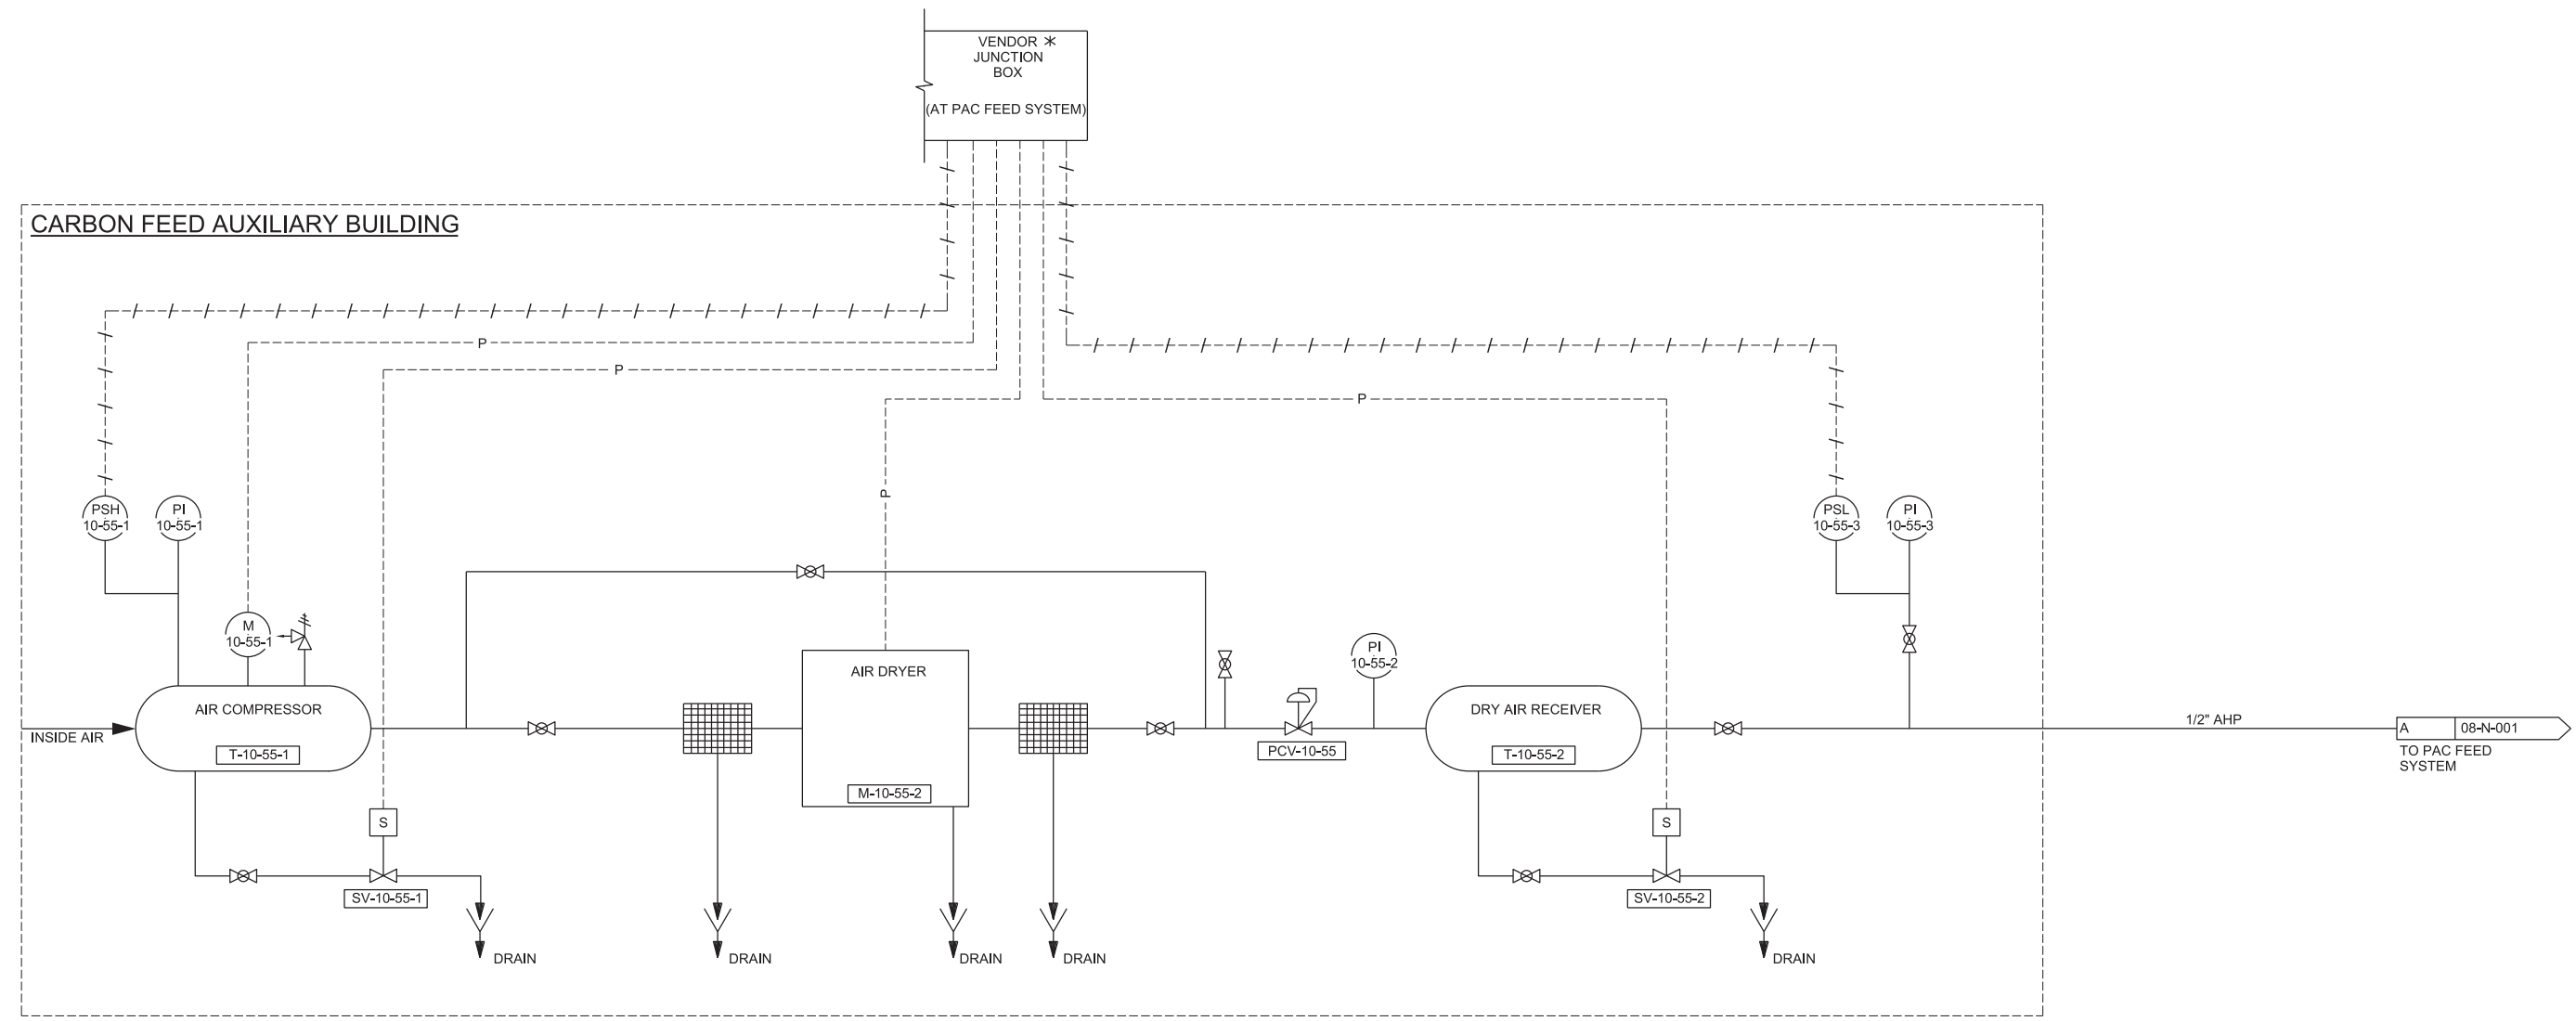 VENDOR *
JUNCTION
BOX
(AT PAC FEED SYSTEM)
CARBON FEED AUXILIARY BUILDING
P
P
P
P
PSH
10-55-1
PI
10-55-1
PSL
10-55-3
PI
10-55-3
M
10-55-1
PI
10-55-2
AIR DRYER
AIR COMPRESSOR
DRY AIR RECEIVER
INSIDE AIR
1/2" AHP
A
08-N-001
T-10-55-1
PCV-10-55
T-10-55-2
TO PAC FEED
SYSTEM
M-10-55-2
S
S
SV-10-55-1
SV-10-55-2
DRAIN
DRAIN
DRAIN
DRAIN
DRAIN